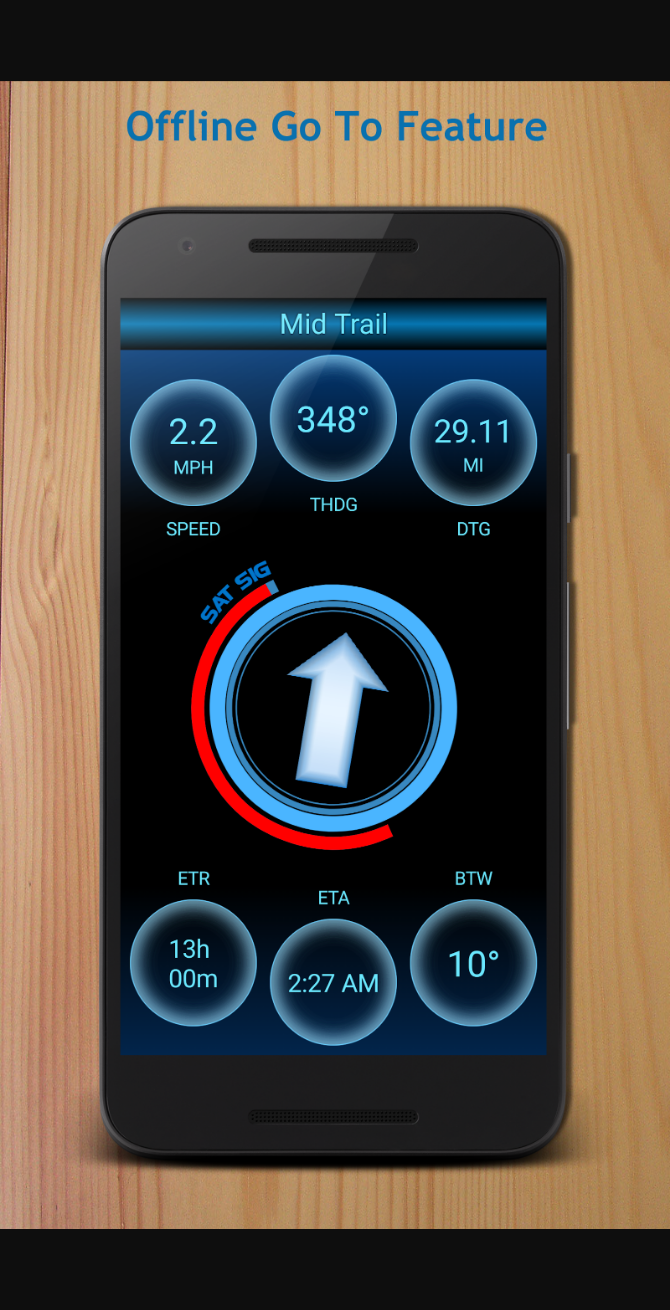 Offline Go To Feature
Mid Trail
2.2
MPH
SPEED
348°
THDG
29.11
MI
DTG
SAT SIG
ETR
13h
00m
ETA
2:27 AM
BTW
10°